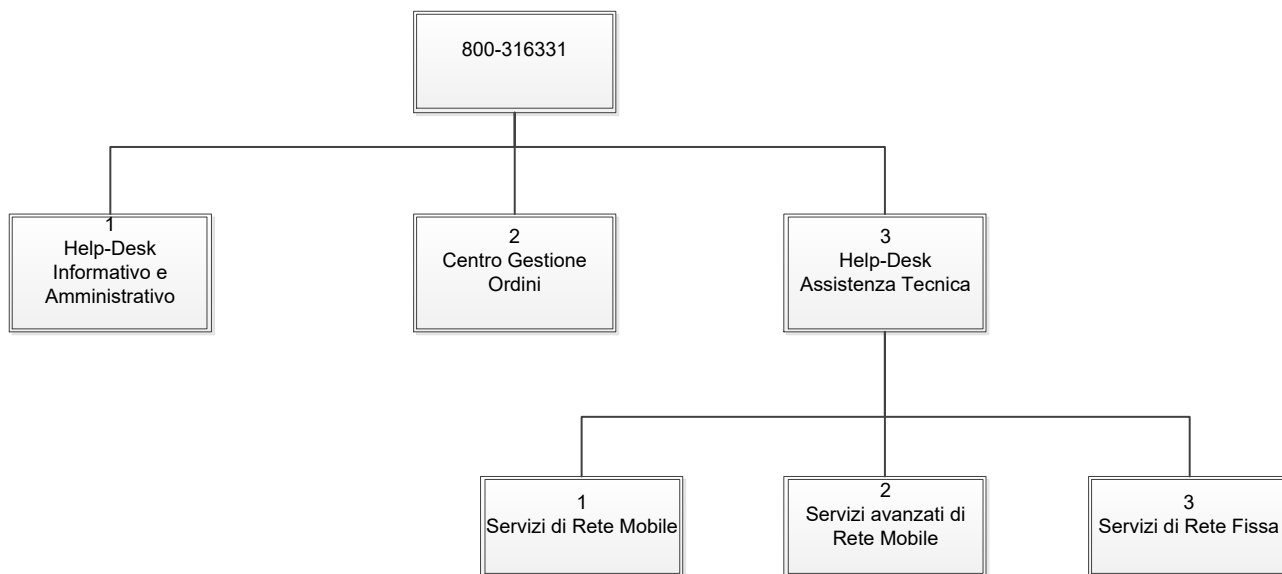 800-316331
1
Help-Desk
Informativo e
Amministrativo
2
Centro Gestione
Ordini
3
Help-Desk
Assistenza Tecnica
1
Servizi di Rete Mobile
2
Servizi avanzati di
Rete Mobile
3
Servizi di Rete Fissa